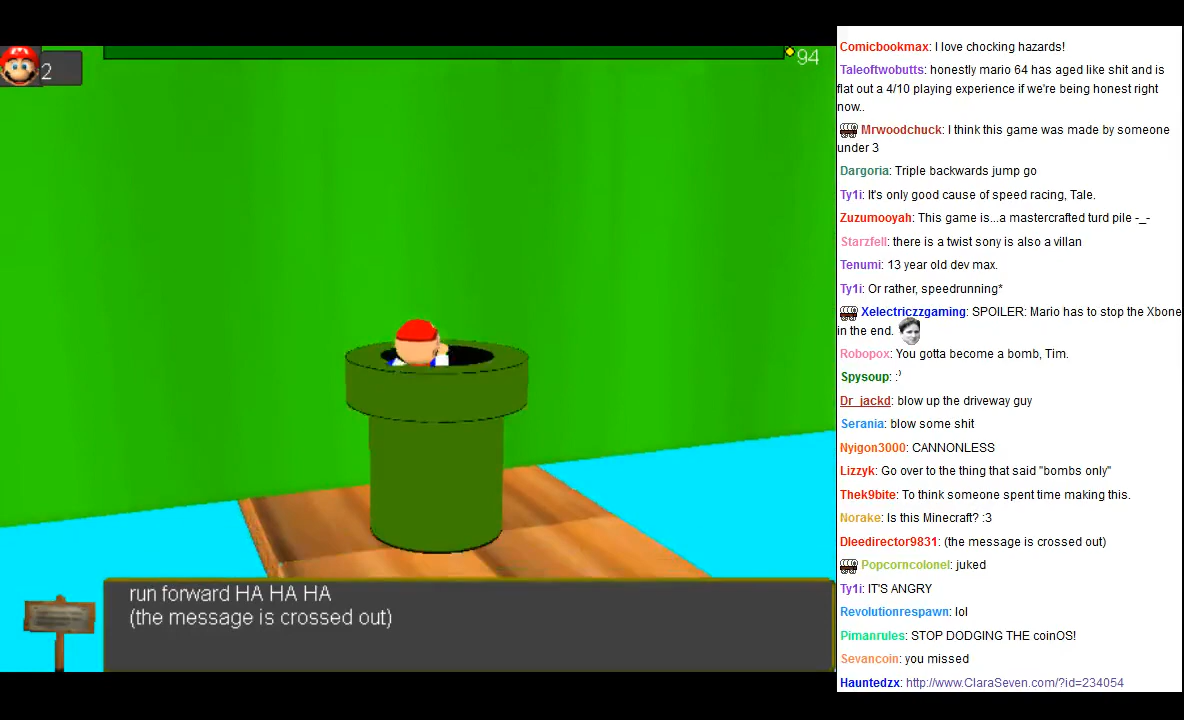 2
94
run forward HA HA HA
(the message is crossed out)
Comicbookmax: I love chocking hazards!
Taleoftwobutts: honestly mario 64 has aged like shit and is
flat out a 4/10 playing experience if we're being honest right
now..
Mrwoodchuck: I think this game was made by someone
under 3
Dargoria: Triple backwards jump go
Ty1i: It's only good cause of speed racing, Tale.
Zuzumooyah: This game is...a mastercrafted turd pile -_-
Starzfell: there is a twist sony is also a villan
Tenumi: 13 year old dev max.
Ty1i: Or rather, speedrunning*
Xelectriczzgaming: SPOILER: Mario has to stop the Xbone
in the end.
Robopox: You gotta become a bomb, Tim.
Spysoup: :')
Dr_jackd: blow up the driveway guy
Serania: blow some shit
Nyigon3000: CANNONLESS
Lizzyk: Go over to the thing that said "bombs only"
Thek9bite: To think someone spent time making this.
Norake: Is this Minecraft? :3
Dleedirector9831: (the message is crossed out)
Popcorncolonel: juked
Ty1i: IT'S ANGRY
Revolutionrespawn: lol
Pimanrules: STOP DODGING THE coinOS!
Sevancoin: you missed
Hauntedzx: http://www.ClaraSeven.com/?id=234054